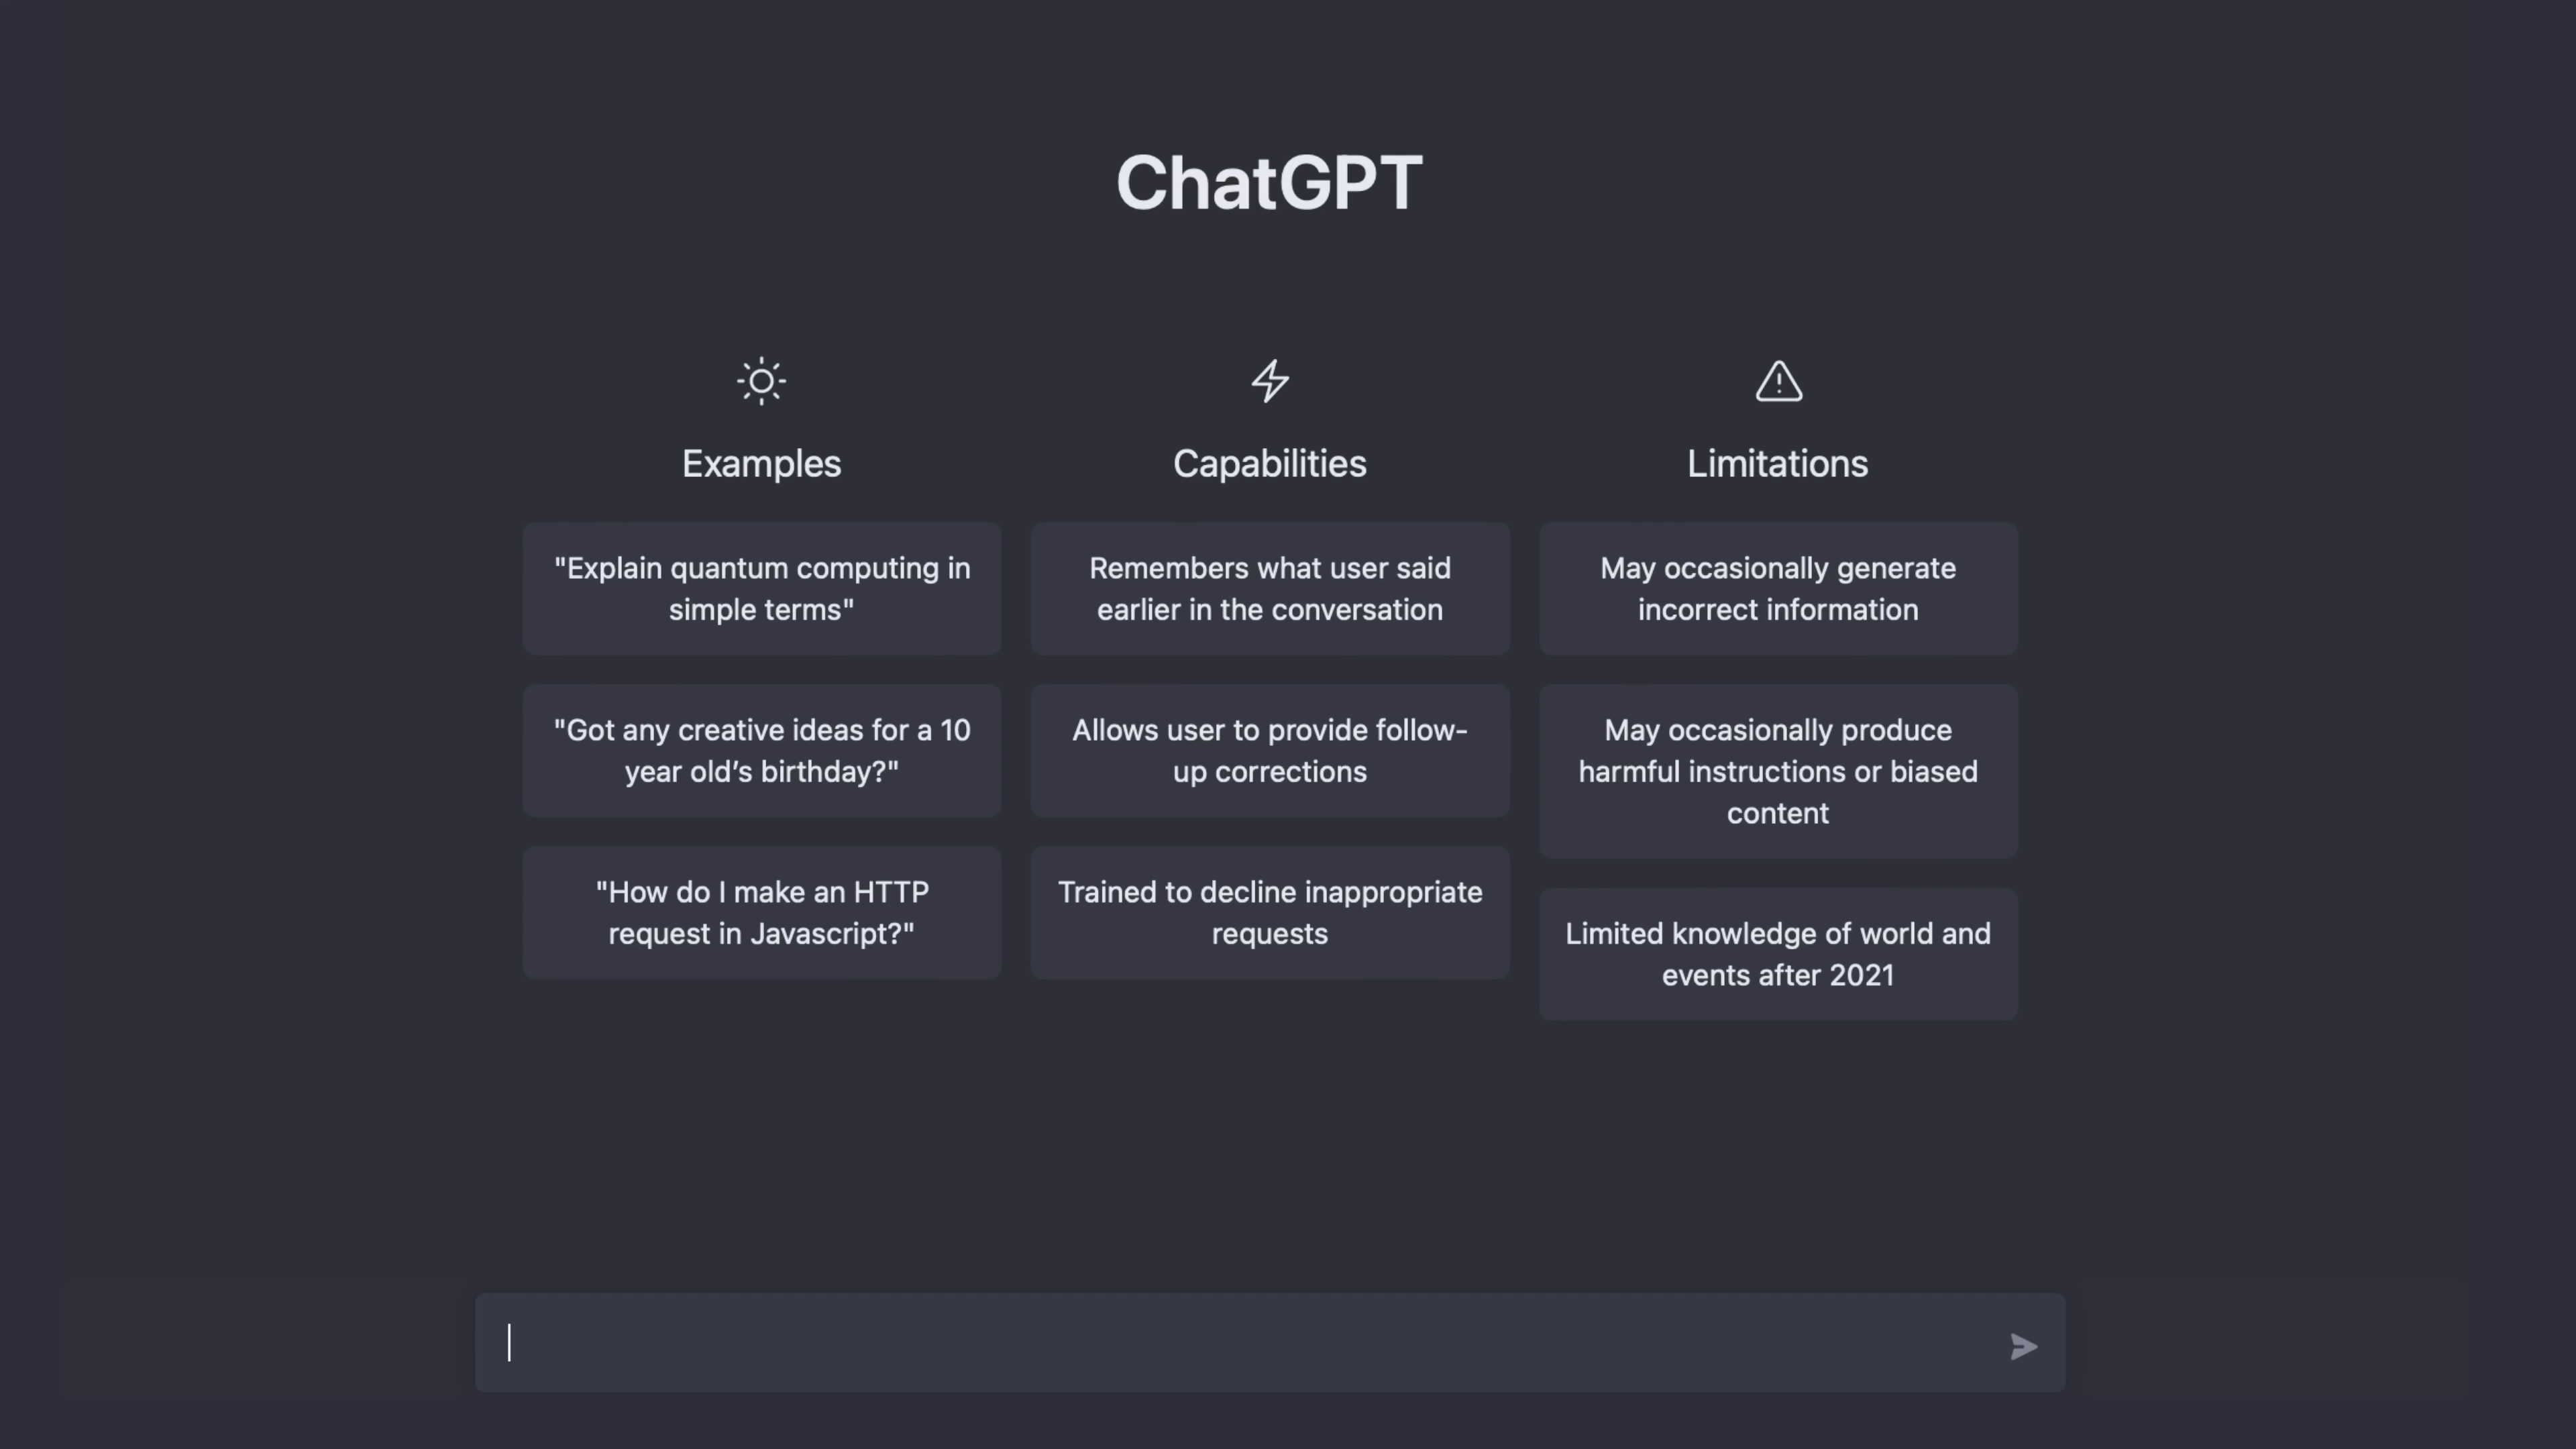 ChatGPT
Examples
"Explain quantum computing in
simple terms"
"Got any creative ideas for a 10
year old’s birthday?"
"How do I make an HTTP
request in Javascript?"
Capabilities
Remembers what user said
earlier in the conversation
Allows user to provide follow-
up corrections
Trained to decline inappropriate
requests
Limitations
May occasionally generate
incorrect information
May occasionally produce
harmful instructions or biased
content
Limited knowledge of world and
events after 2021